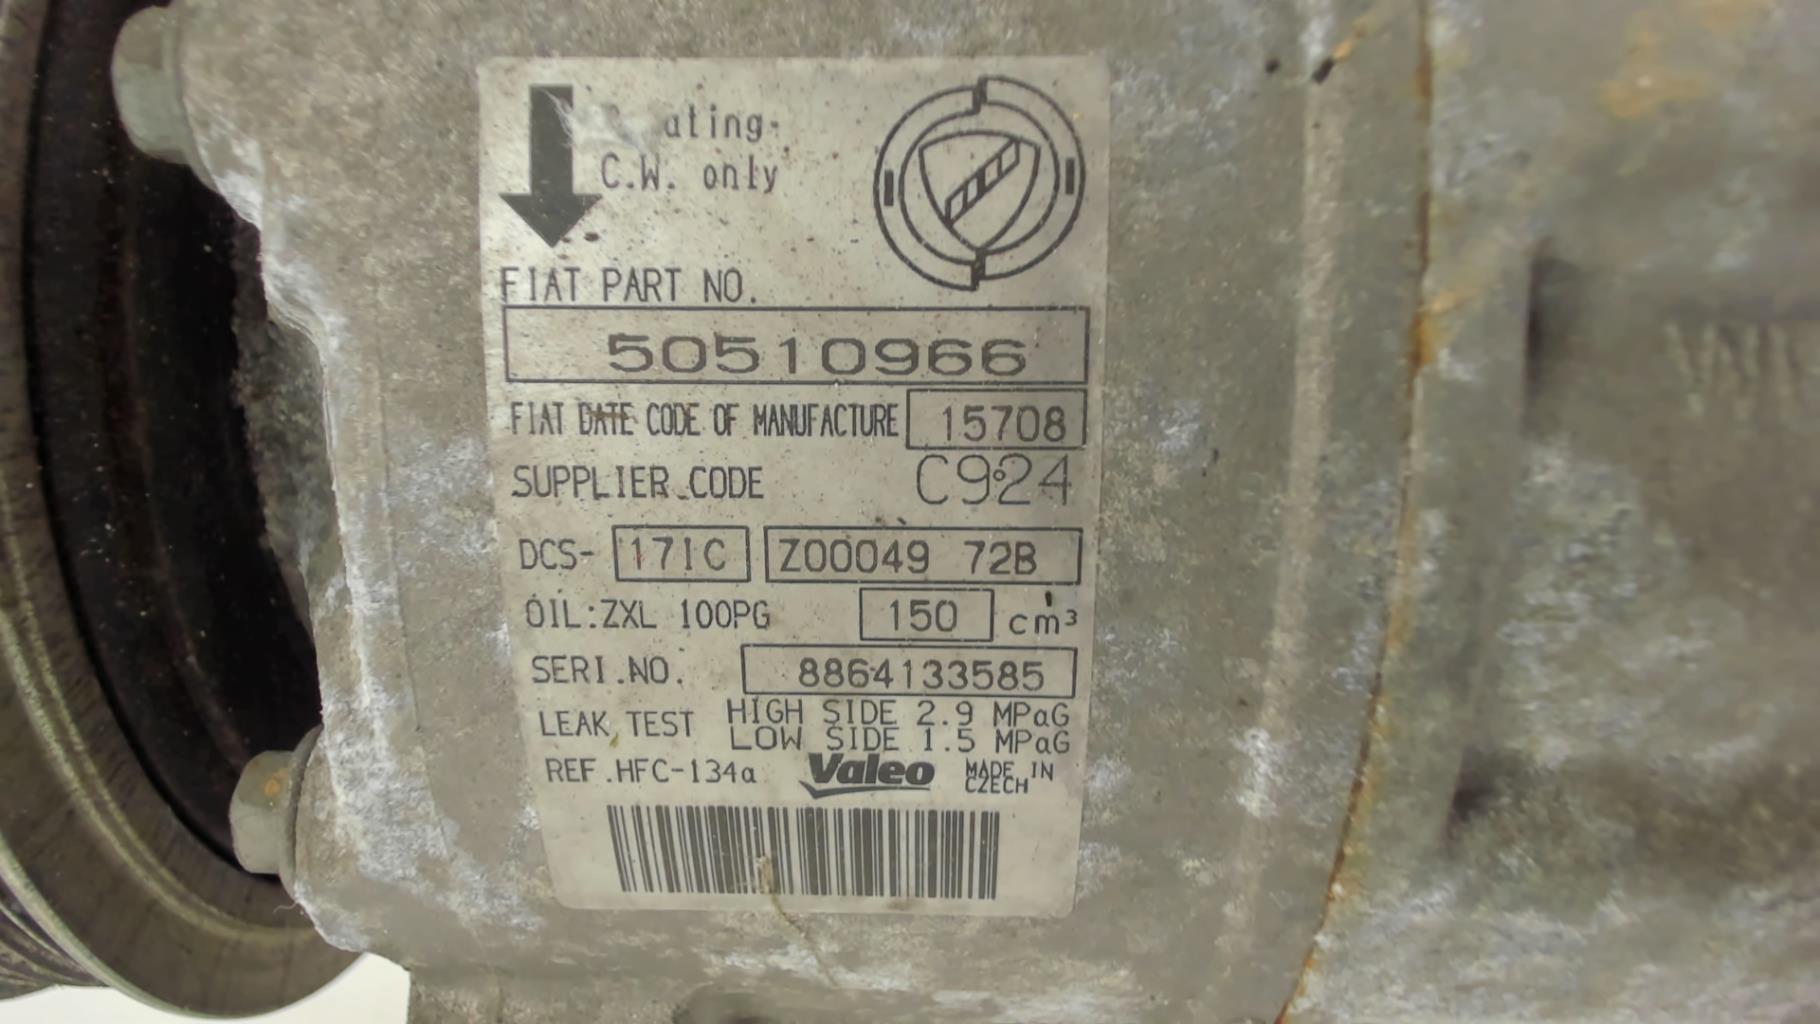 C.W. only
FIAT PART NO.
50510966
FIAT DATE CODE OF MANUFACTURE 15708
SUPPLIER CODE C924
DCS- 171C Z00049 72B
OIL:ZXL 100PG 150 cm³
SERI.NO. 8864133585
LEAK TEST HIGH SIDE 2.9 MPaG
LOW SIDE 1.5 MPaG
REF.HFC-134a Valeo MADE IN
CZECH